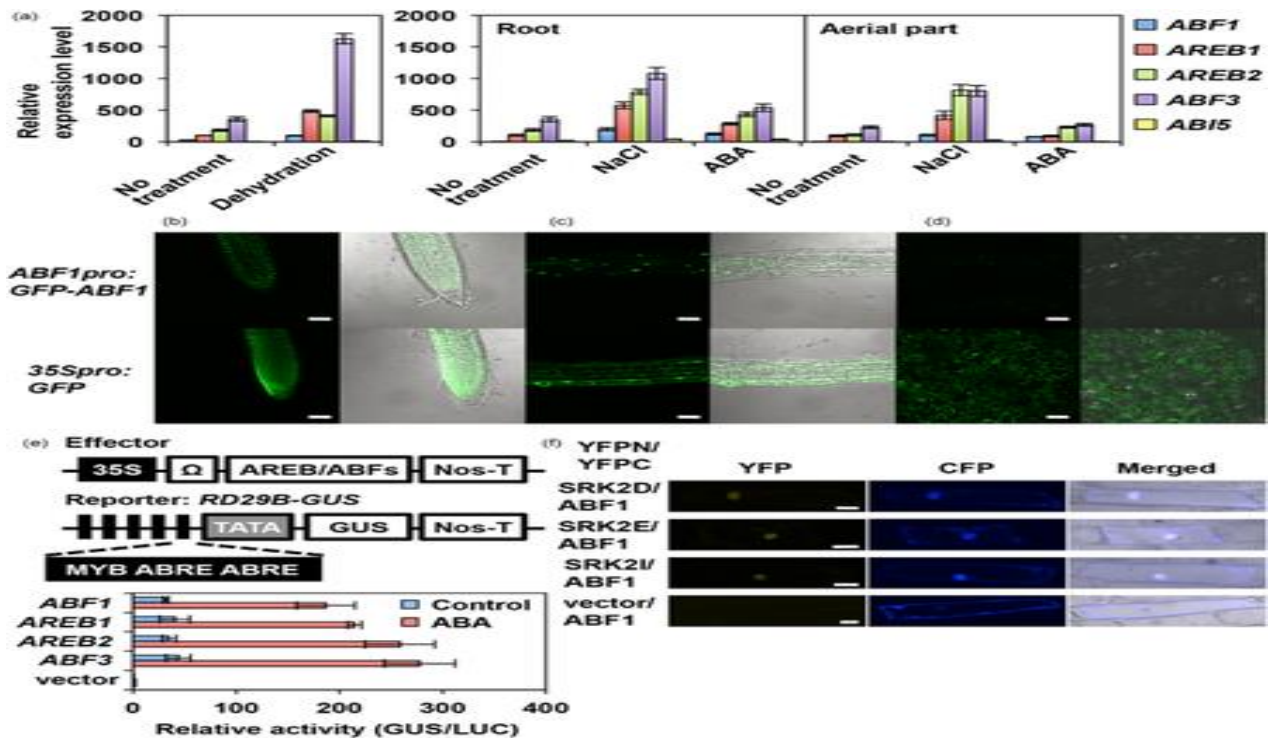 (a)
Relative
expression level
2000
1500
1000
500
0
No
treatment
Dehydration
2000
1500
1000
500
0
Root
Aerial part
No
treatment
NaCl
ABA
No
treatment
NaCl
ABA
ABF1
AREB1
AREB2
ABF3
ABI5
(b)
(c)
(d)
ABF1pro:
GFP-ABF1
35Spro:
GFP
(e) Effector
35S Ω AREB/ABFs Nos-T
Reporter: RD29B-GUS
TATA GUS Nos-T
MYB ABRE ABRE
ABF1
AREB1
AREB2
ABF3
vector
Control
ABA
0 100 200 300 400
Relative activity (GUS/LUC)
(f) YFPN/
YFPC
YFP CFP Merged
SRK2D/
ABF1
SRK2E/
ABF1
SRK2I/
ABF1
vector/
ABF1